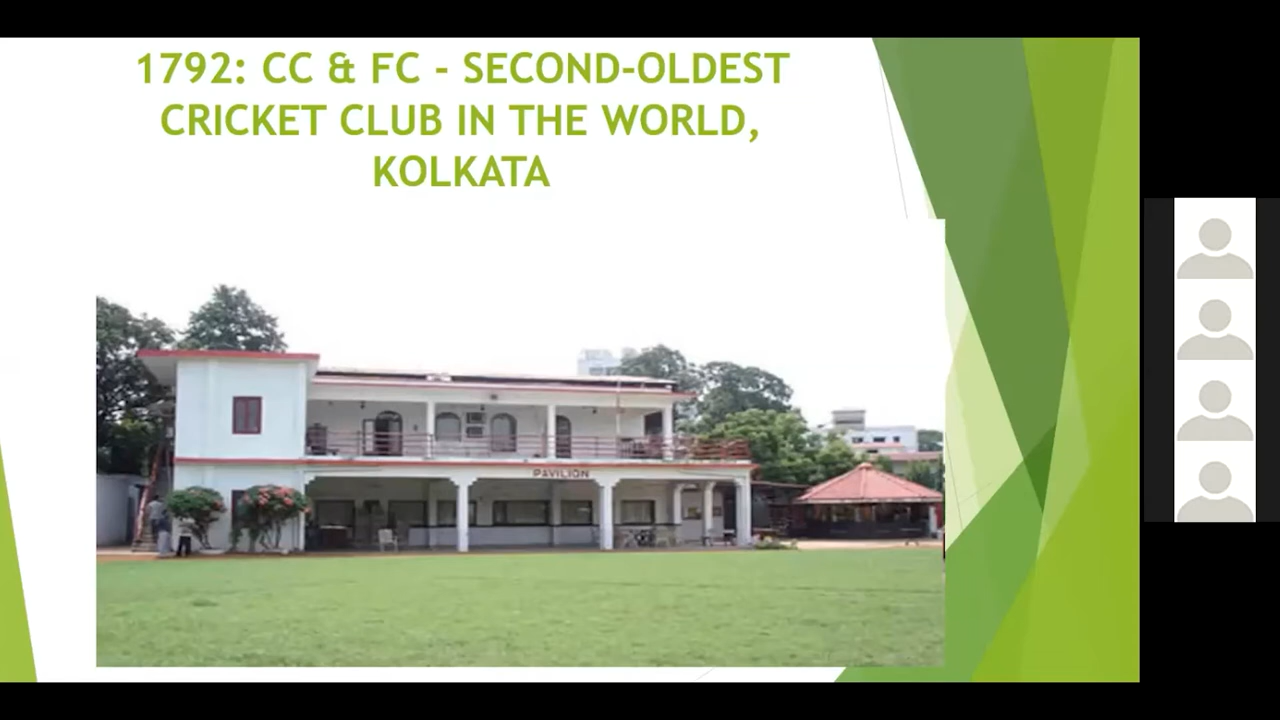 1792: CC & FC - SECOND-OLDEST
CRICKET CLUB IN THE WORLD,
KOLKATA
PAVILION